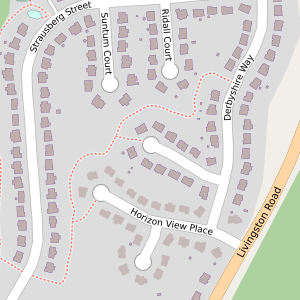 Strausberg Street
Suntum Court
Ridall Court
Derbyshire Way
Horizon View Place
Livingston Road